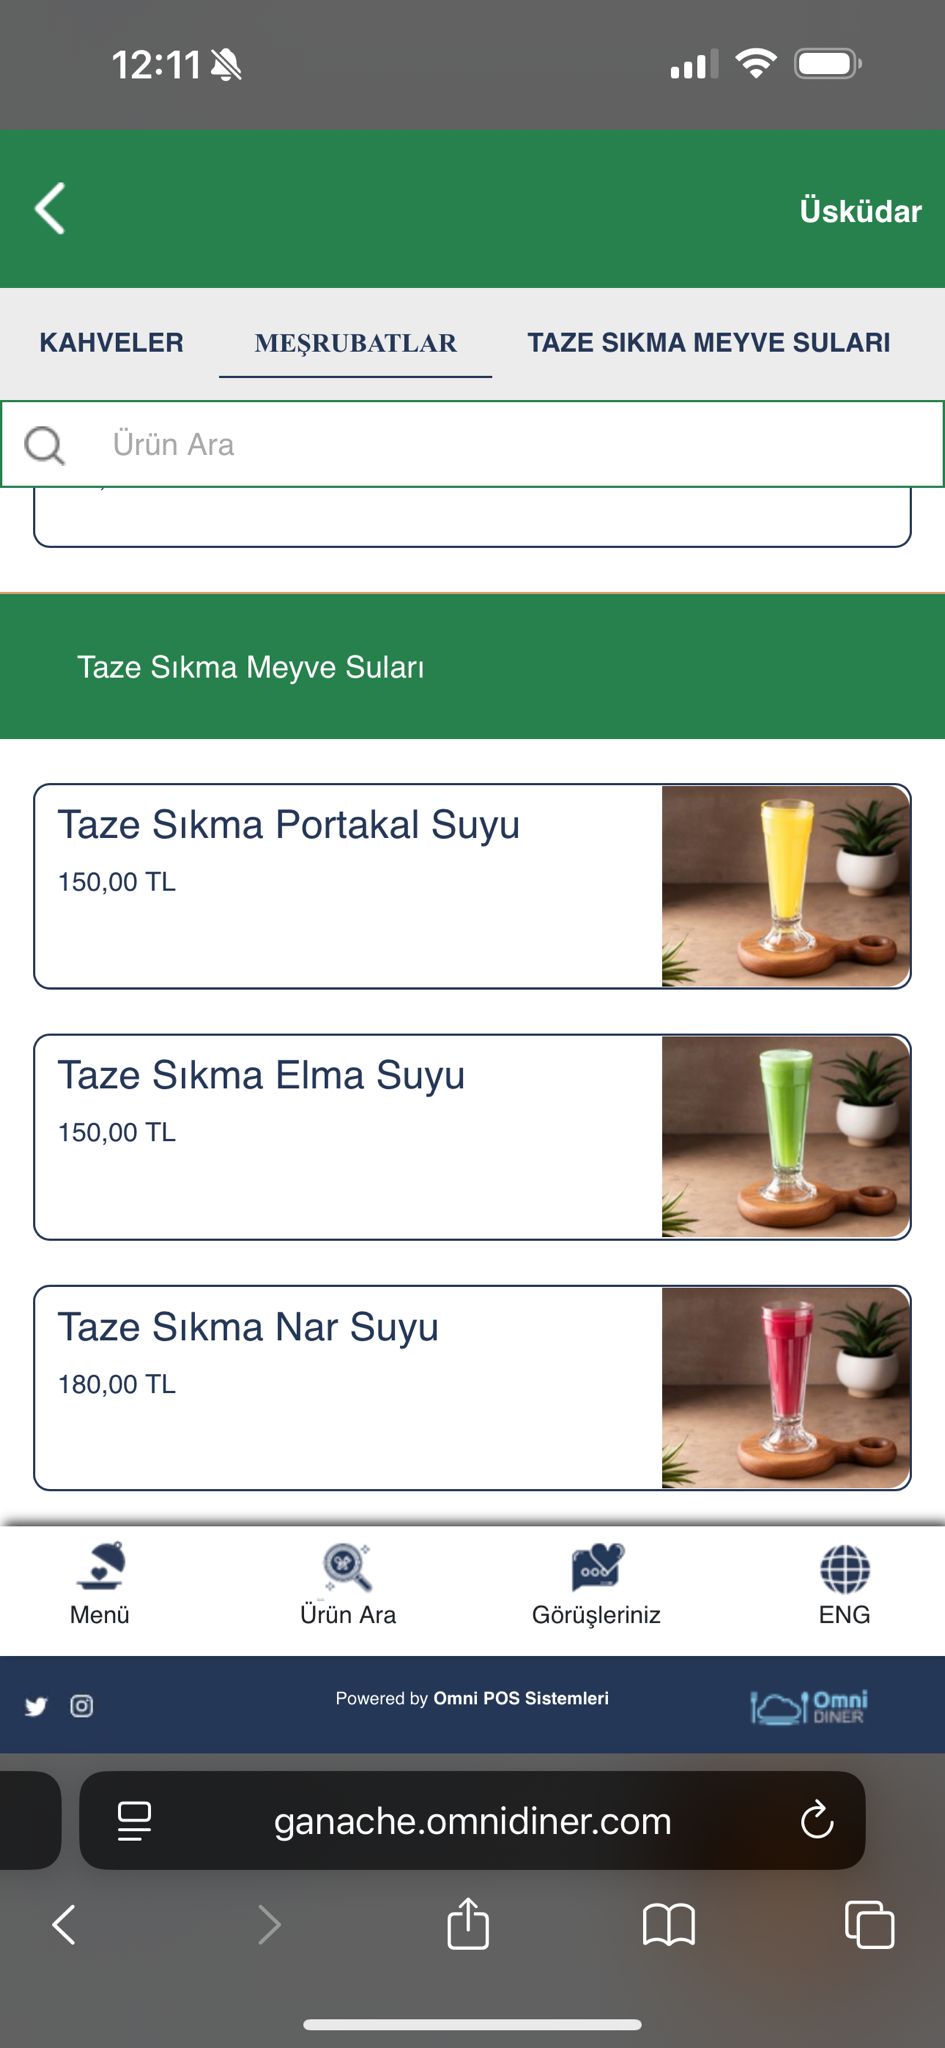 12:11
Üsküdar
KAHVELER MEŞRUBATLAR TAZE SIKMA MEYVE SULARI
Ürün Ara
Taze Sıkma Meyve Suları
Taze Sıkma Portakal Suyu
150,00 TL
Taze Sıkma Elma Suyu
150,00 TL
Taze Sıkma Nar Suyu
180,00 TL
Menü Ürün Ara Görüşleriniz ENG
Powered by Omni POS Sistemleri
Omni
DINER
ganache.omnidiner.com